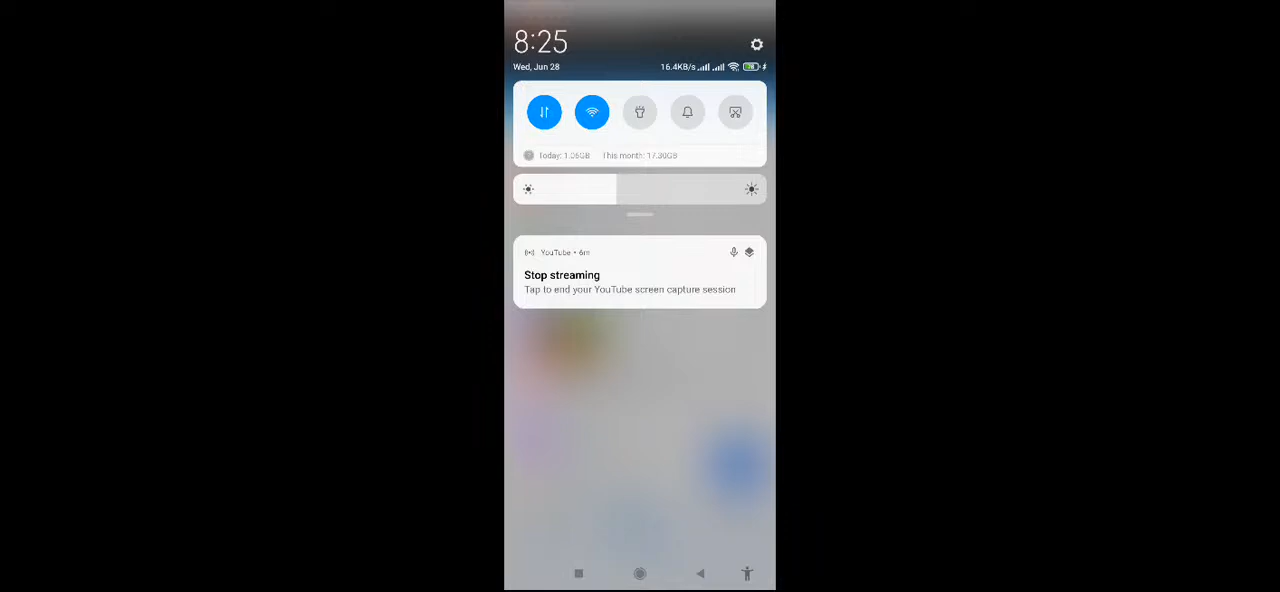 8:25
Wed, Jun 28
16.4KB/s
Today: 1.06GB This month: 17.30GB
YouTube • 6m
Stop streaming
Tap to end your YouTube screen capture session